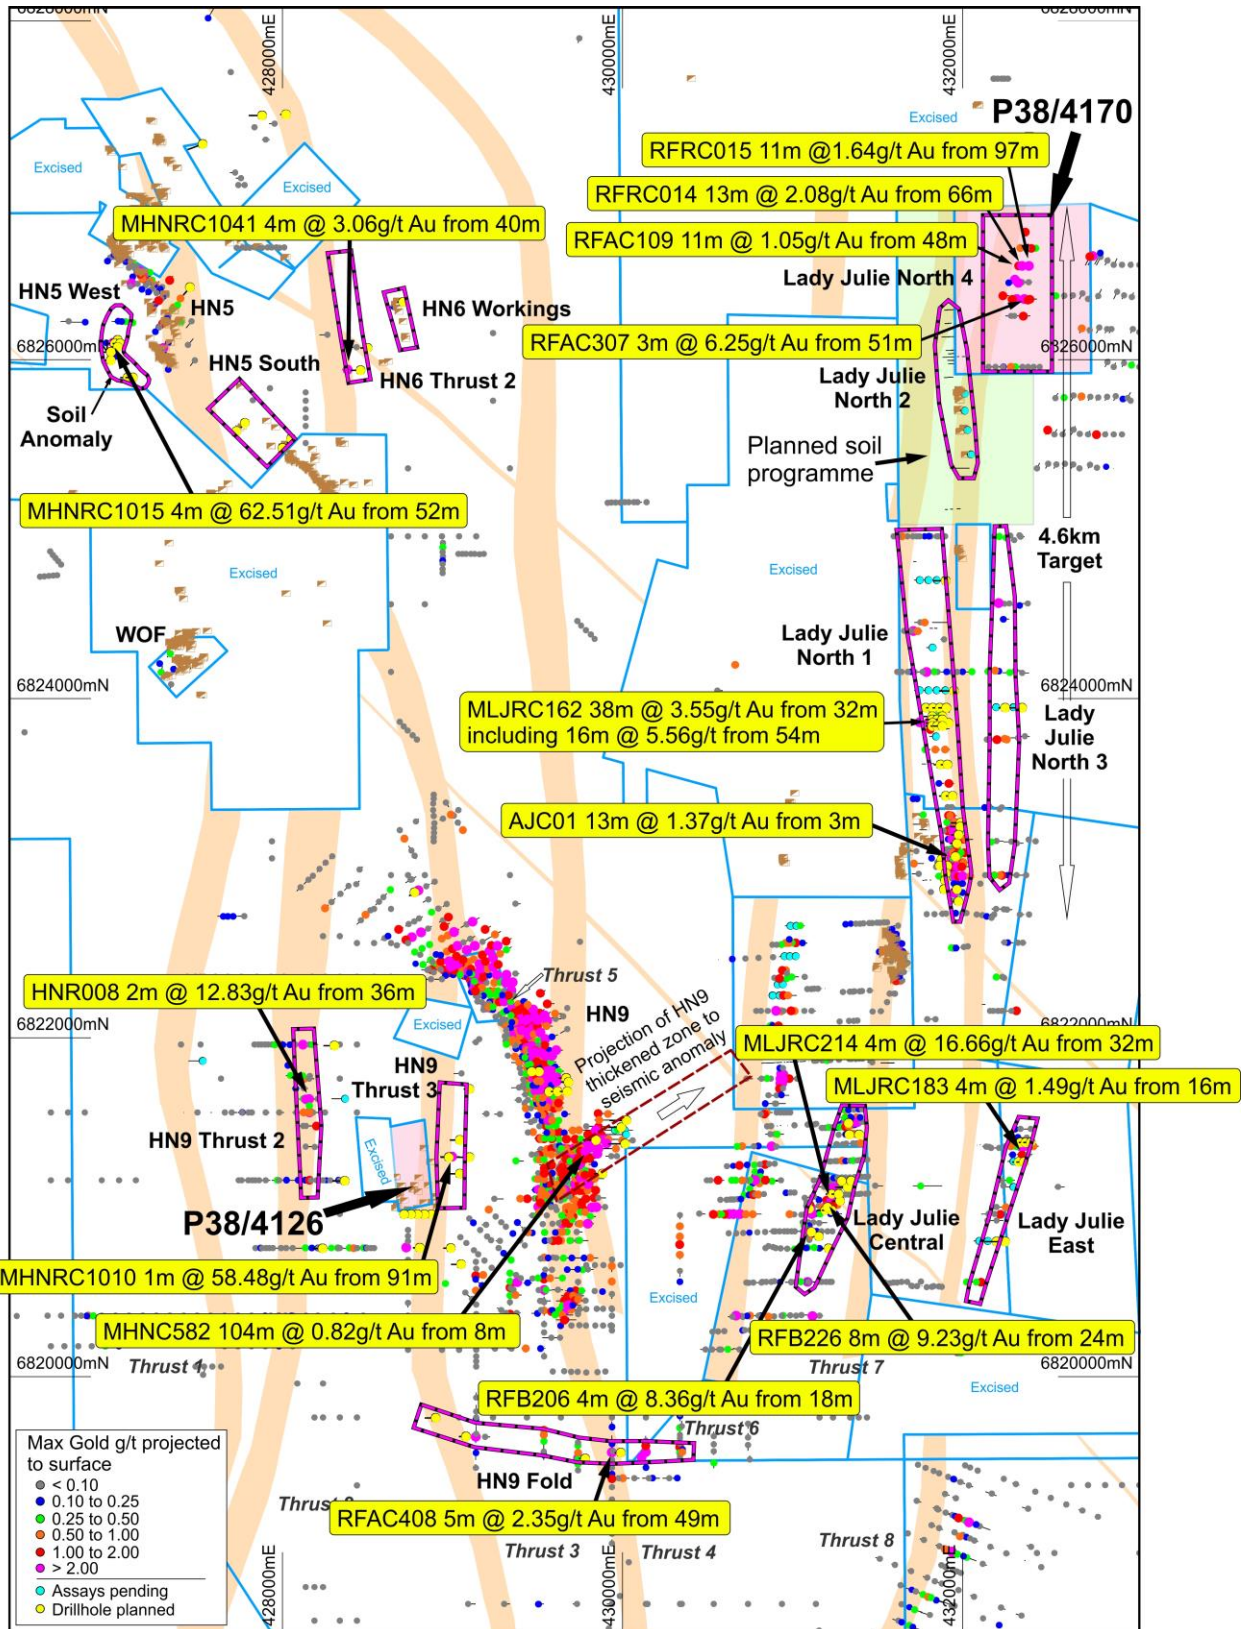 6828000mN
6828000mN
428000mE
430000mE
432000mE
Excised
P38/4170
RFRC015 11m @1.64g/t Au from 97m
Excised
Excised
RFRC014 13m @ 2.08g/t Au from 66m
MHNRC1041 4m @ 3.06g/t Au from 40m
RFAC109 11m @ 1.05g/t Au from 48m
Lady Julie North 4
HN5 West
HN5
HN6 Workings
RFAC307 3m @ 6.25g/t Au from 51m
6826000mN
6826000mN
HN5 South
HN6 Thrust 2
Lady Julie
North 2
Soil
Anomaly
Planned soil
programme
MHNRC1015 4m @ 62.51g/t Au from 52m
4.6km
Target
Excised
Excised
WOF
Lady Julie
North 1
6824000mN
6824000mN
MLJRC162 38m @ 3.55g/t Au from 32m
including 16m @ 5.56g/t from 54m
Lady
Julie
North 3
AJC01 13m @ 1.37g/t Au from 3m
Thrust 5
HNR008 2m @ 12.83g/t Au from 36m
HN9
Excised
6822000mN
6822000mN
Projection of HN9
thickened zone to
seismic anomaly
MLJRC214 4m @ 16.66g/t Au from 32m
HN9
Thrust 3
MLJRC183 4m @ 1.49g/t Au from 16m
HN9 Thrust 2
Excised
P38/4126
Lady Julie
Central
Lady Julie
East
MHNRC1010 1m @ 58.48g/t Au from 91m
Excised
MHNC582 104m @ 0.82g/t Au from 8m
RFB226 8m @ 9.23g/t Au from 24m
6820000mN
6820000mN
Thrust 1
Thrust 7
Excised
RFB206 4m @ 8.36g/t Au from 18m
Thrust 6
HN9 Fold
Thrust
RFAC408 5m @ 2.35g/t Au from 49m
Thrust 3
Thrust 4
Thrust 8
Max Gold g/t projected
to surface
< 0.10
0.10 to 0.25
0.25 to 0.50
0.50 to 1.00
1.00 to 2.00
> 2.00
Assays pending
Drillhole planned
428000mE
430000mE
432000mE